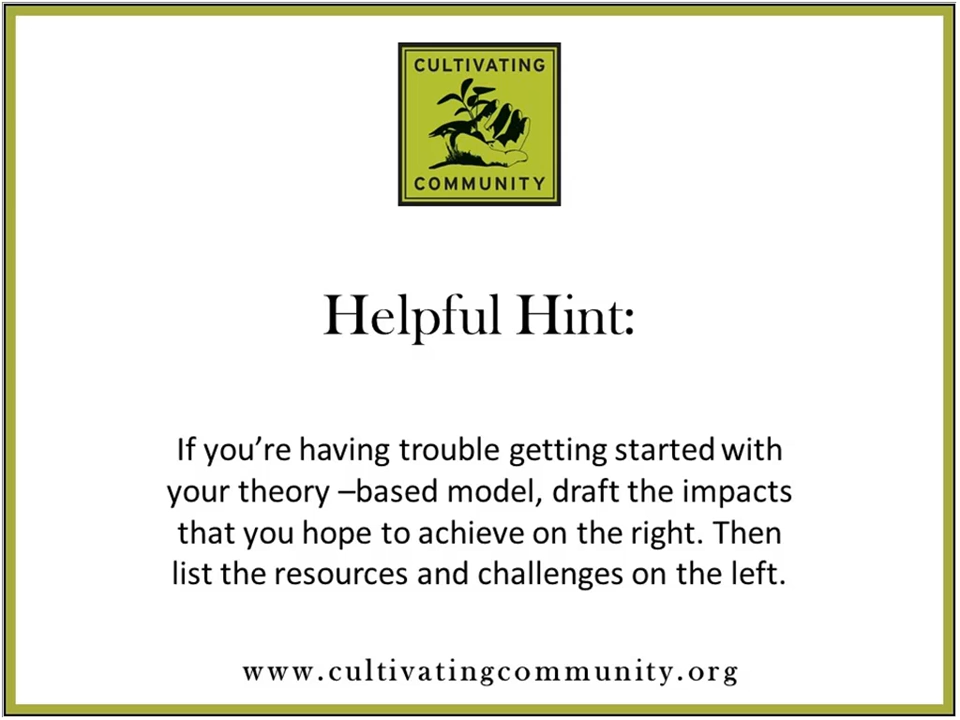 CULTIVATING
COMMUNITY
Helpful Hint:
If you’re having trouble getting started with
your theory –based model, draft the impacts
that you hope to achieve on the right. Then
list the resources and challenges on the left.
www.cultivatingcommunity.org